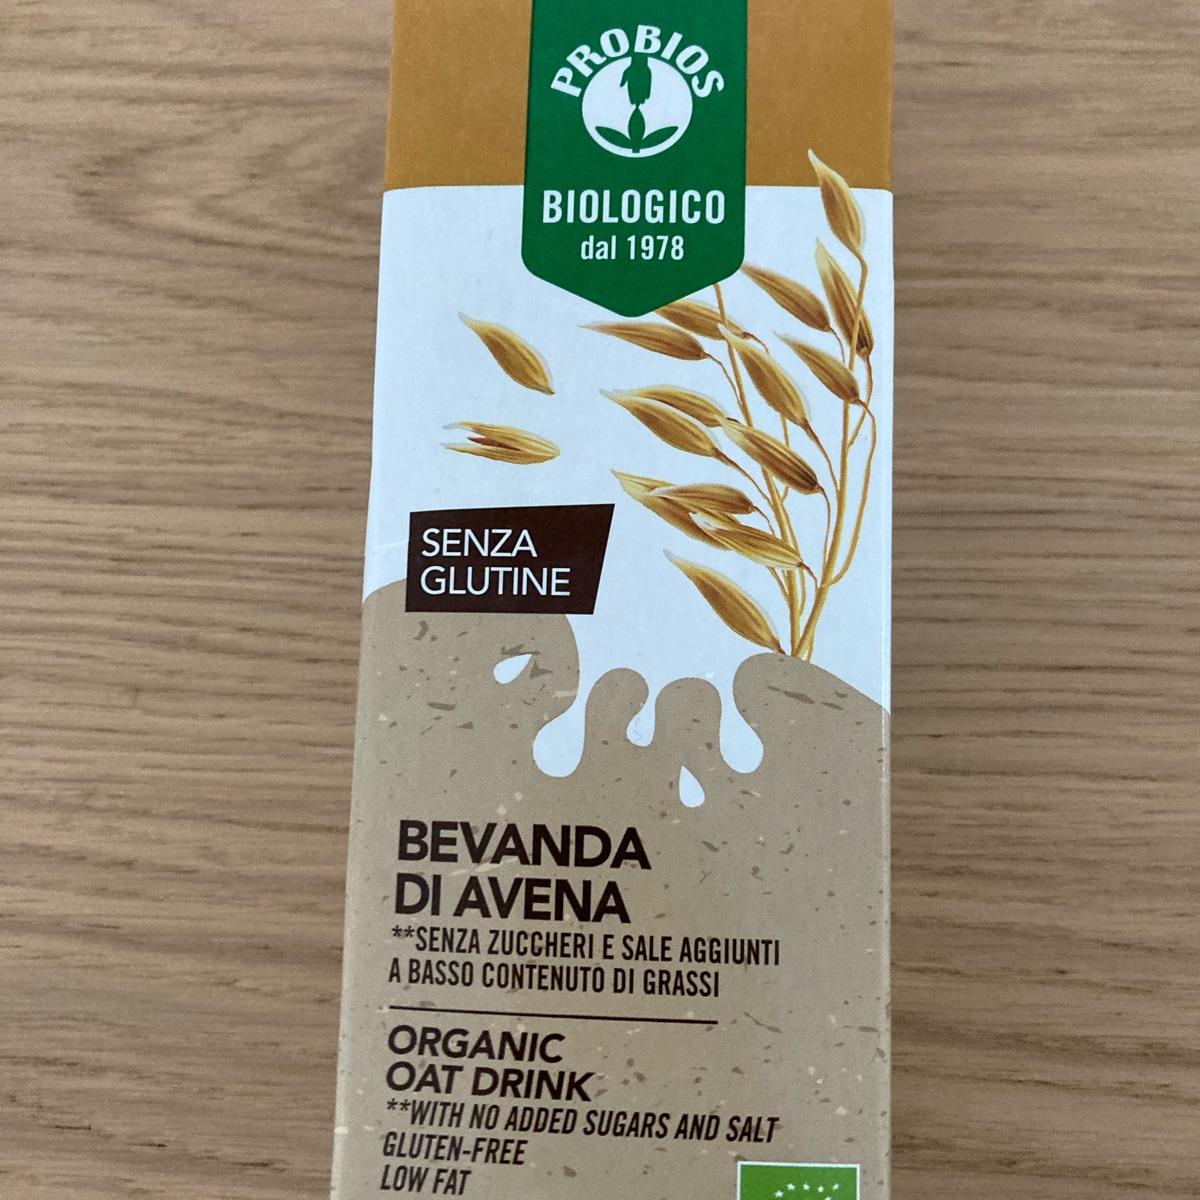 PROBIOS
BIOLOGICO
dal 1978
SENZA
GLUTINE
BEVANDA
DI AVENA
**SENZA ZUCCHERI E SALE AGGIUNTI
A BASSO CONTENUTO DI GRASSI
ORGANIC
OAT DRINK
**WITH NO ADDED SUGARS AND SALT
GLUTEN-FREE
LOW FAT